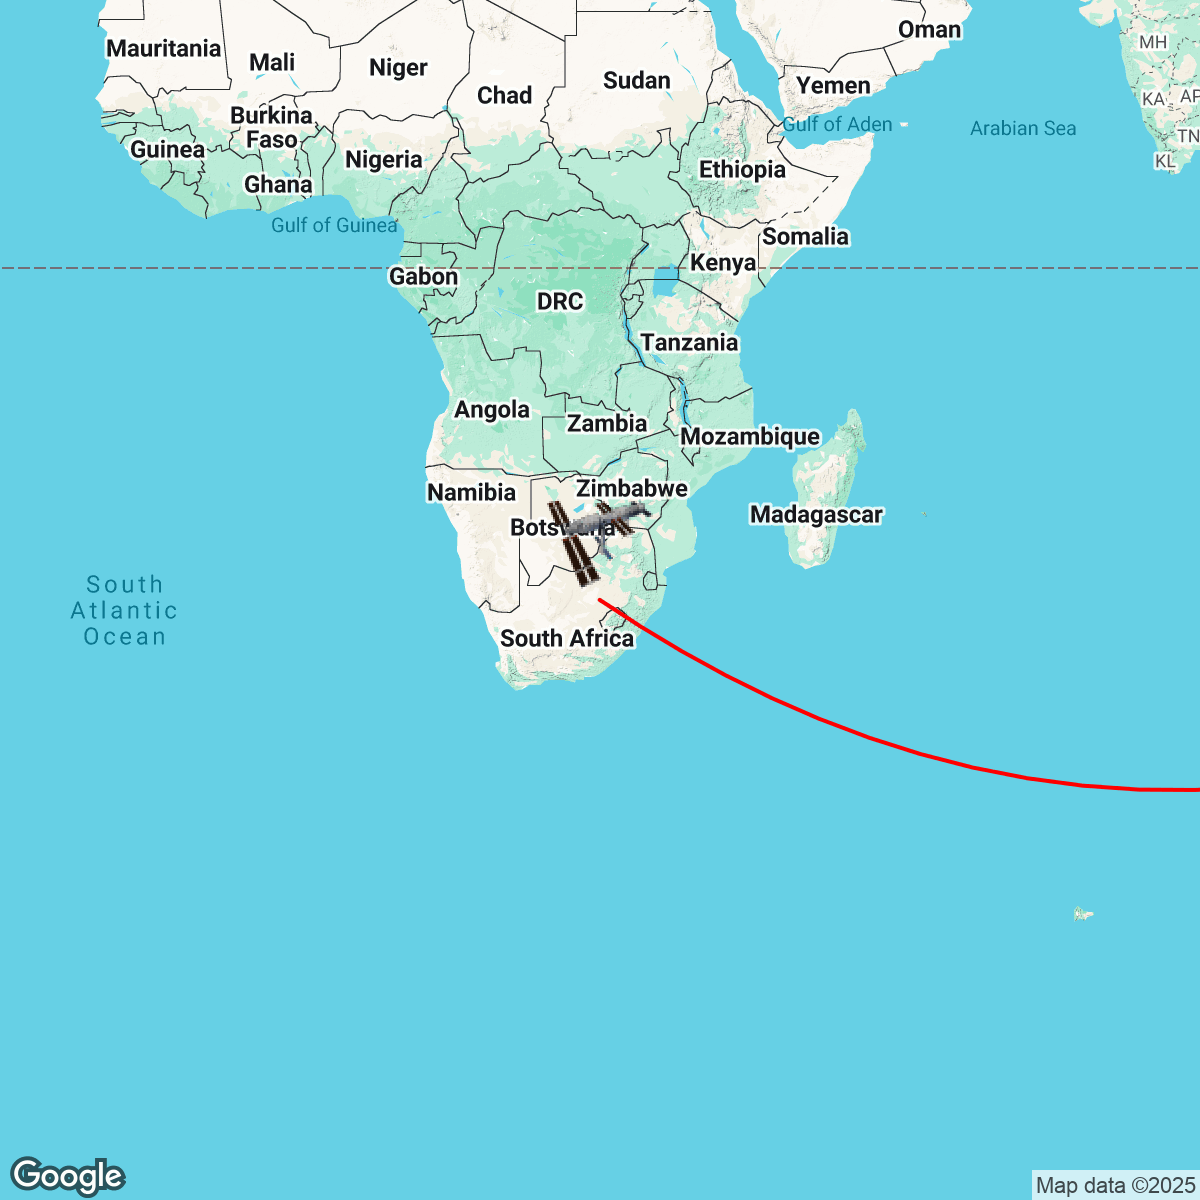 Oman
Mauritania
Mali
Niger
MH
Sudan
Chad
Yemen
KA
AP
Burkina
Faso
Gulf of Aden
Arabian Sea
TN
Guinea
Nigeria
KL
Ethiopia
Ghana
Gulf of Guinea
Somalia
Kenya
Gabon
DRC
Tanzania
Angola
Zambia
Mozambique
Namibia
Zimbabwe
Madagascar
Botswana
South
Atlantic
Ocean
South Africa
Google
Map data ©2025